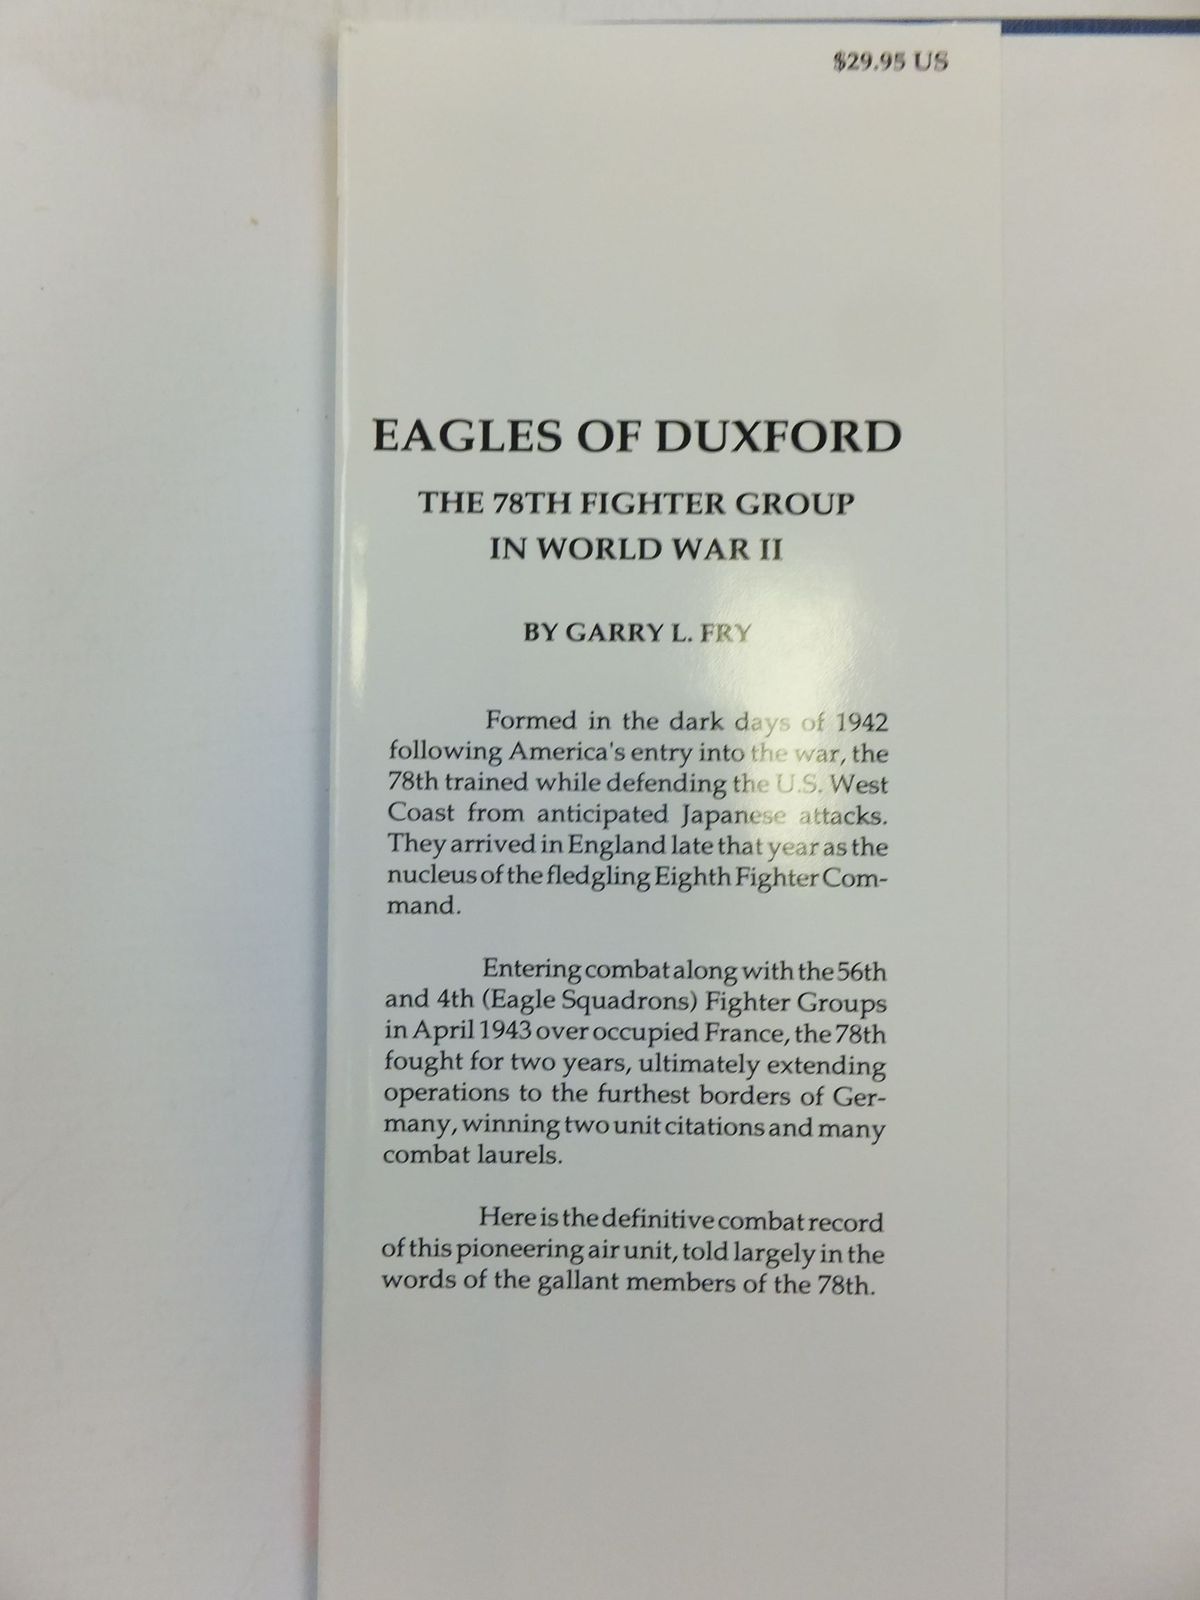 $29.95 US
EAGLES OF DUXFORD
THE 78TH FIGHTER GROUP
IN WORLD WAR II
BY GARRY L. FRY
Formed in the dark days of 1942
following America's entry into the war, the
78th trained while defending the U.S. West
Coast from anticipated Japanese attacks.
They arrived in England late that year as the
nucleus of the fledgling Eighth Fighter Com-
mand.
Entering combat along with the 56th
and 4th (Eagle Squadrons) Fighter Groups
in April 1943 over occupied France, the 78th
fought for two years, ultimately extending
operations to the furthest borders of Ger-
many, winning two unit citations and many
combat laurels.
Here is the definitive combat record
of this pioneering air unit, told largely in the
words of the gallant members of the 78th.